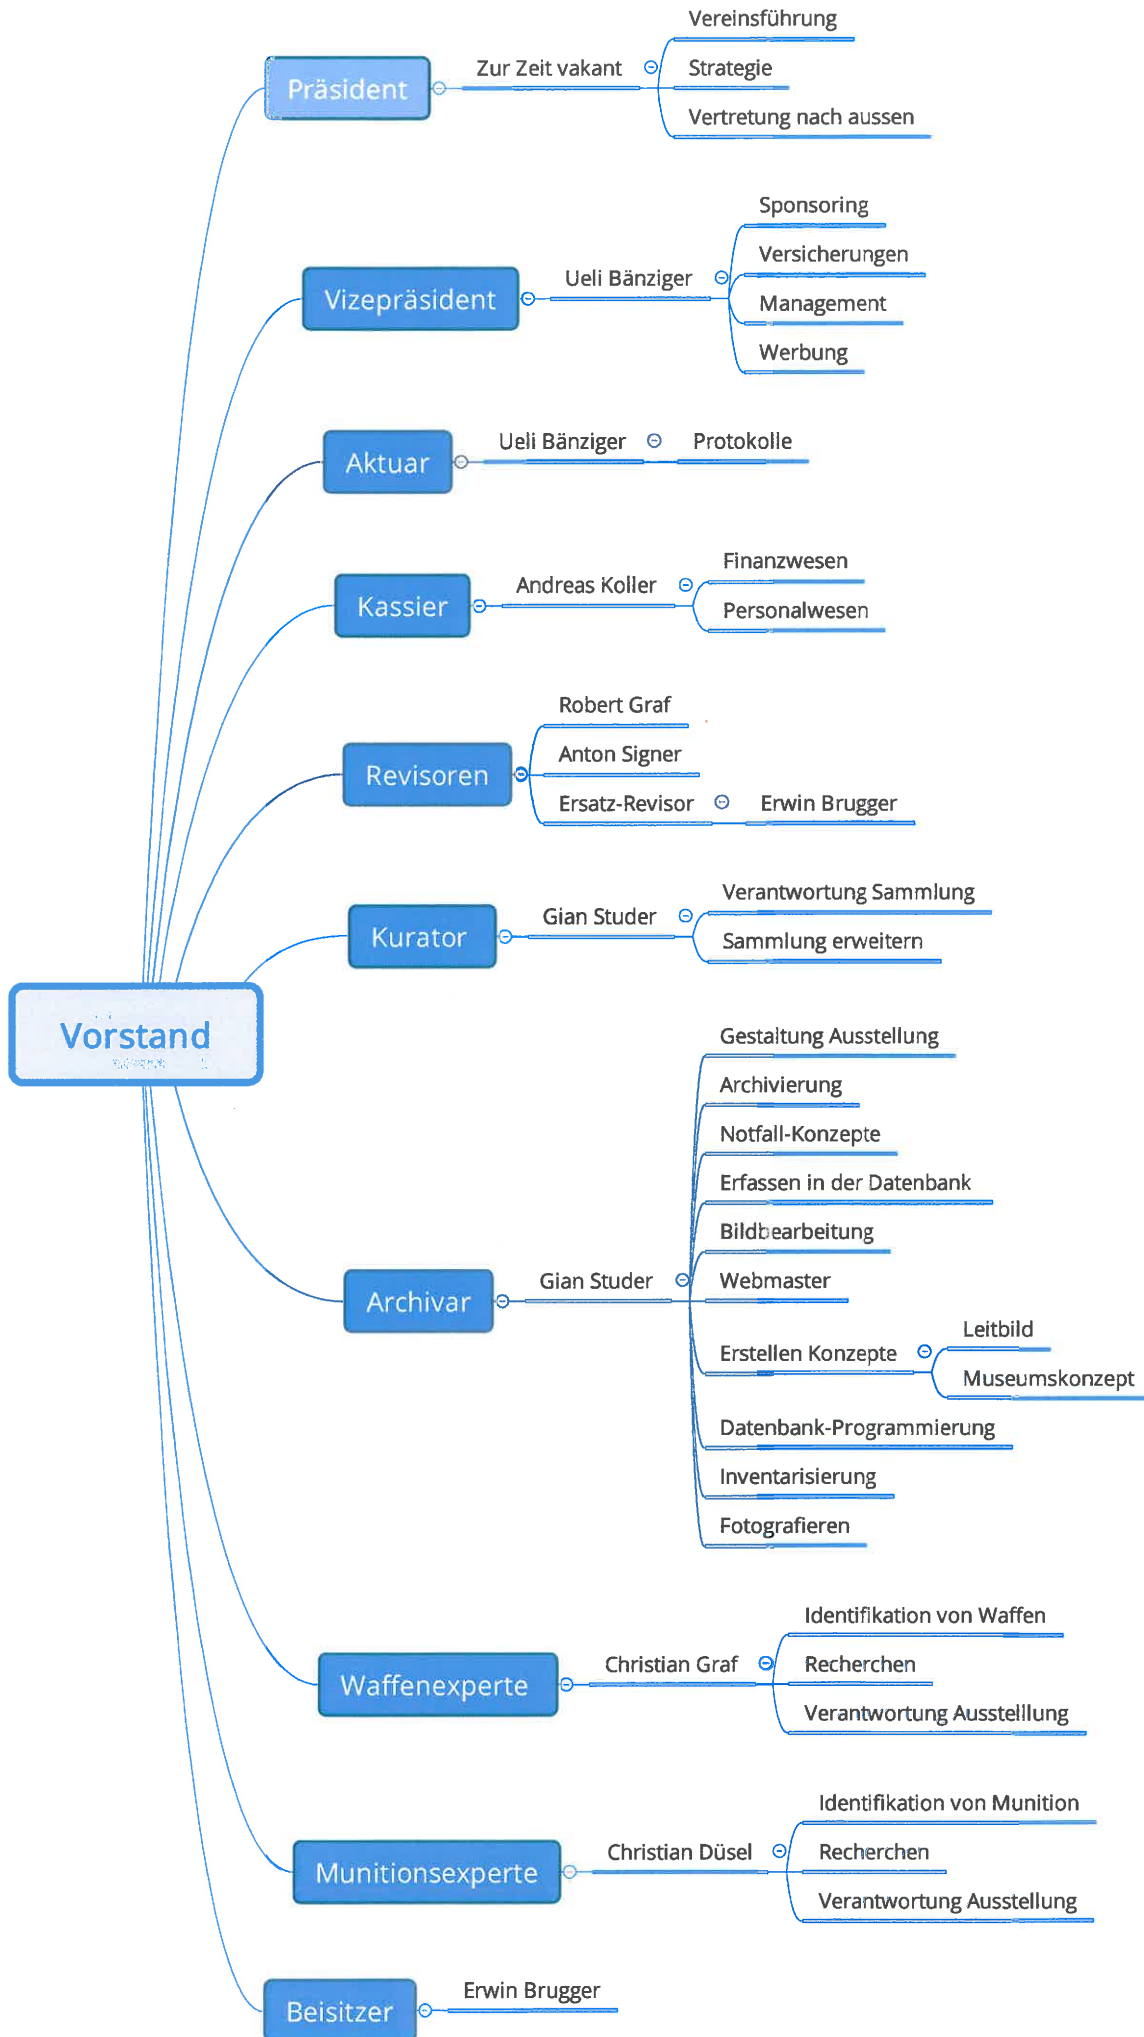 Vorstand
Präsident
Zur Zeit vakant
Vereinsführung
Strategie
Vertretung nach aussen
Vizepräsident
Ueli Bänziger
Sponsoring
Versicherungen
Management
Werbung
Aktuar
Ueli Bänziger
Protokolle
Kassier
Andreas Koller
Finanzwesen
Personalwesen
Revisoren
Robert Graf
Anton Signer
Ersatz-Revisor
Erwin Brugger
Kurator
Gian Studer
Verantwortung Sammlung
Sammlung erweitern
Archivar
Gian Studer
Gestaltung Ausstellung
Archivierung
Notfall-Konzepte
Erfassen in der Datenbank
Bildbearbeitung
Webmaster
Erstellen Konzepte
Leitbild
Museumskonzept
Datenbank-Programmierung
Inventarisierung
Fotografieren
Waffenexperte
Christian Graf
Identifikation von Waffen
Recherchen
Verantwortung Ausstelllung
Munitionsexperte
Christian Düsel
Identifikation von Munition
Recherchen
Verantwortung Ausstellung
Beisitzer
Erwin Brugger